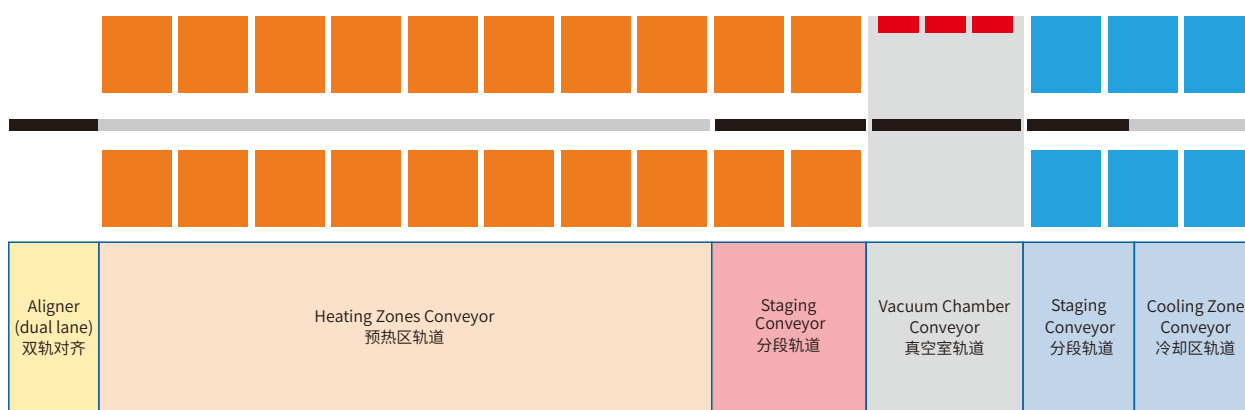 Aligner
(dual lane)
双轨对齐
Heating Zones Conveyor
预热区轨道
Staging
Conveyor
分段轨道
Vacuum Chamber
Conveyor
真空室轨道
Staging
Conveyor
分段轨道
Cooling Zone
Conveyor
冷却区轨道